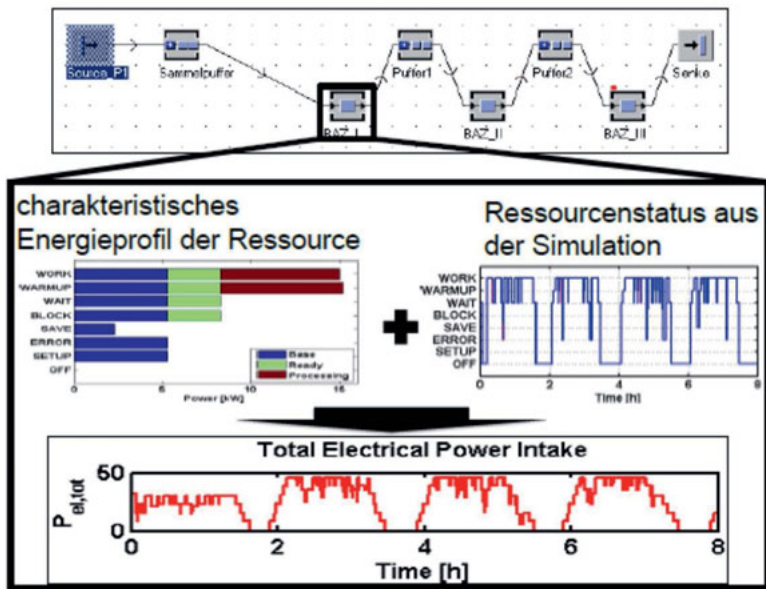 Source_P1
Sammelpuffer
BAZ_I
Puffer1
BAZ_II
Puffer2
BAZ_III
Senke
charakteristisches
Energieprofil der Ressource
WORK
'WARMUP
WAIT
BLOCK
SAVE
ERROR
SETUP
OFF
Base
Ready
Processing
0 5 10 15
Power [kW]
Ressourcenstatus aus
der Simulation
WORK
'WARMUP
WAIT
BLOCK
SAVE
ERROR
SETUP
OFF
0 2 4 6 8
Time [h]
Total Electrical Power Intake
P el,tot
50
0
0 2 4 6 8
Time [h]